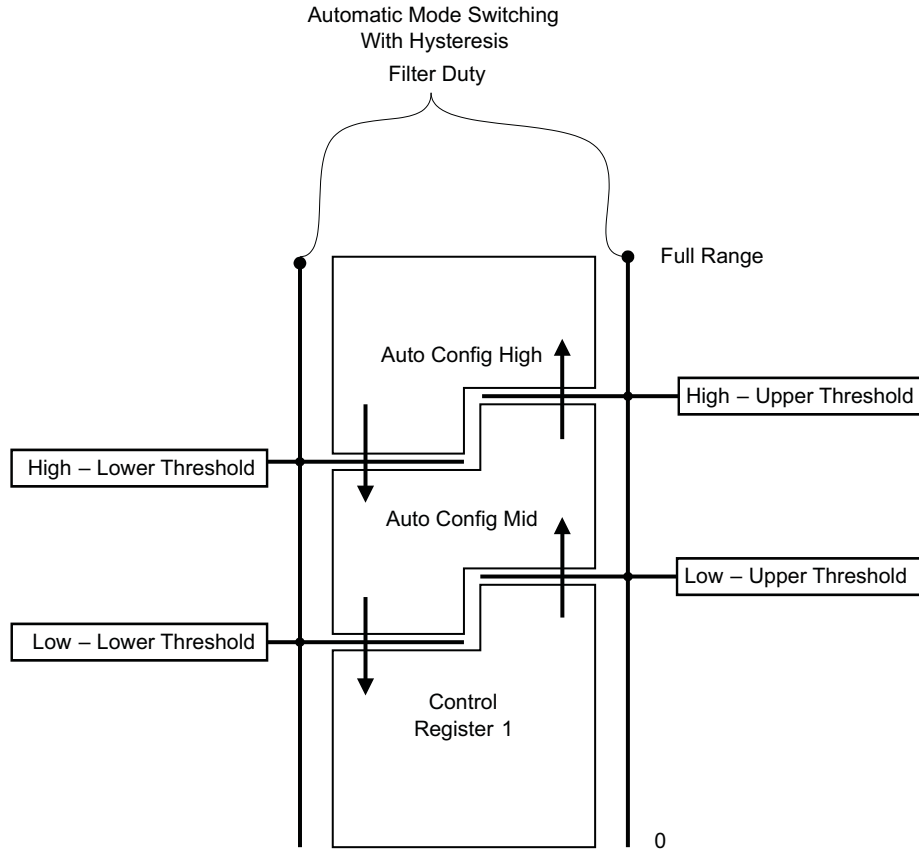 Automatic Mode Switching
With Hysteresis
Filter Duty
Full Range
Auto Config High
High – Upper Threshold
High – Lower Threshold
Auto Config Mid
Low – Upper Threshold
Low – Lower Threshold
Control
Register 1
0